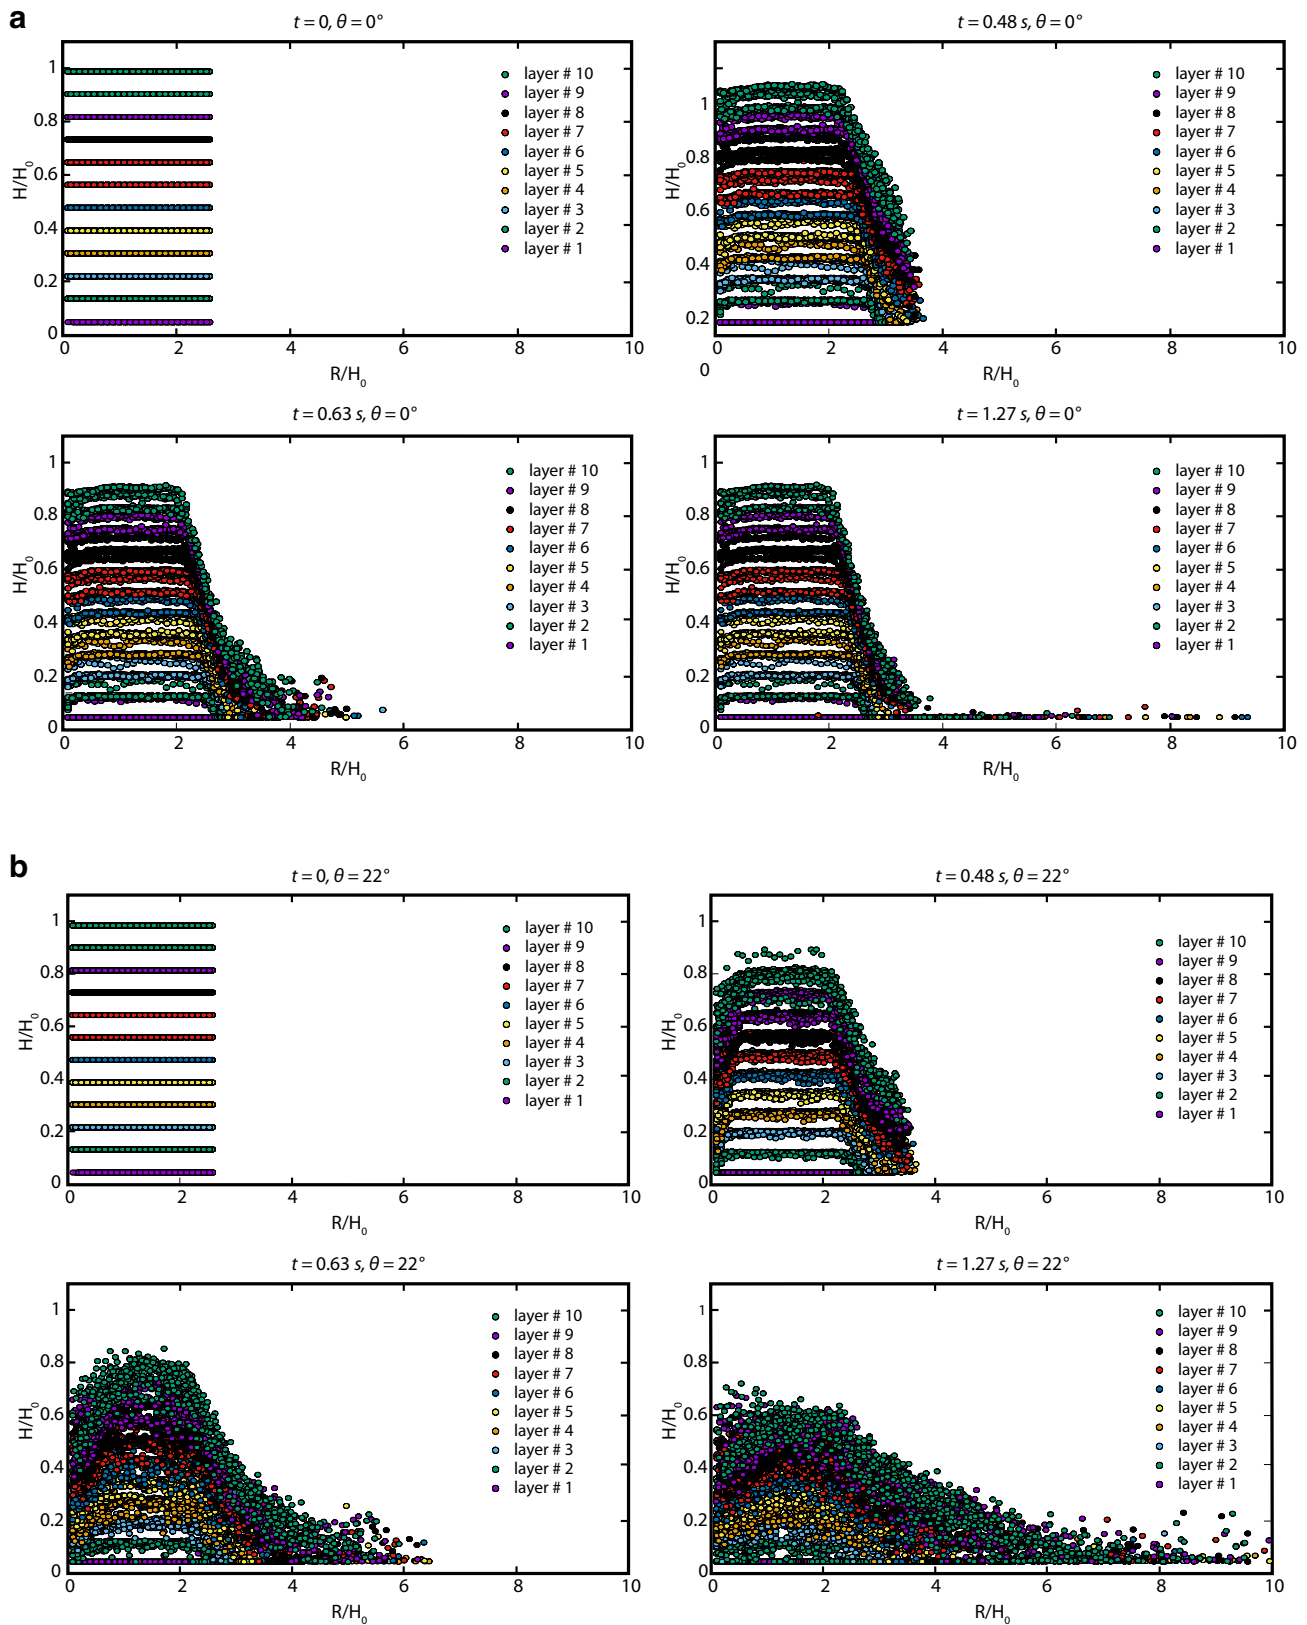 a
t = 0, θ = 0°
H/H0
1
0.8
0.6
0.4
0.2
0
layer # 10
layer # 9
layer # 8
layer # 7
layer # 6
layer # 5
layer # 4
layer # 3
layer # 2
layer # 1
0 2 4 6 8 10
R/H0
t = 0.48 s, θ = 0°
H/H0
1
0.8
0.6
0.4
0.2
0
layer # 10
layer # 9
layer # 8
layer # 7
layer # 6
layer # 5
layer # 4
layer # 3
layer # 2
layer # 1
0 2 4 6 8 10
R/H0
t = 0.63 s, θ = 0°
H/H0
1
0.8
0.6
0.4
0.2
0
layer # 10
layer # 9
layer # 8
layer # 7
layer # 6
layer # 5
layer # 4
layer # 3
layer # 2
layer # 1
0 2 4 6 8 10
R/H0
t = 1.27 s, θ = 0°
H/H0
1
0.8
0.6
0.4
0.2
0
layer # 10
layer # 9
layer # 8
layer # 7
layer # 6
layer # 5
layer # 4
layer # 3
layer # 2
layer # 1
0 2 4 6 8 10
R/H0
b
t = 0, θ = 22°
H/H0
1
0.8
0.6
0.4
0.2
0
layer # 10
layer # 9
layer # 8
layer # 7
layer # 6
layer # 5
layer # 4
layer # 3
layer # 2
layer # 1
0 2 4 6 8 10
R/H0
t = 0.48 s, θ = 22°
H/H0
1
0.8
0.6
0.4
0.2
0
layer # 10
layer # 9
layer # 8
layer # 7
layer # 6
layer # 5
layer # 4
layer # 3
layer # 2
layer # 1
0 2 4 6 8 10
R/H0
t = 0.63 s, θ = 22°
H/H0
1
0.8
0.6
0.4
0.2
0
layer # 10
layer # 9
layer # 8
layer # 7
layer # 6
layer # 5
layer # 4
layer # 3
layer # 2
layer # 1
0 2 4 6 8 10
R/H0
t = 1.27 s, θ = 22°
H/H0
1
0.8
0.6
0.4
0.2
0
layer # 10
layer # 9
layer # 8
layer # 7
layer # 6
layer # 5
layer # 4
layer # 3
layer # 2
layer # 1
0 2 4 6 8 10
R/H0